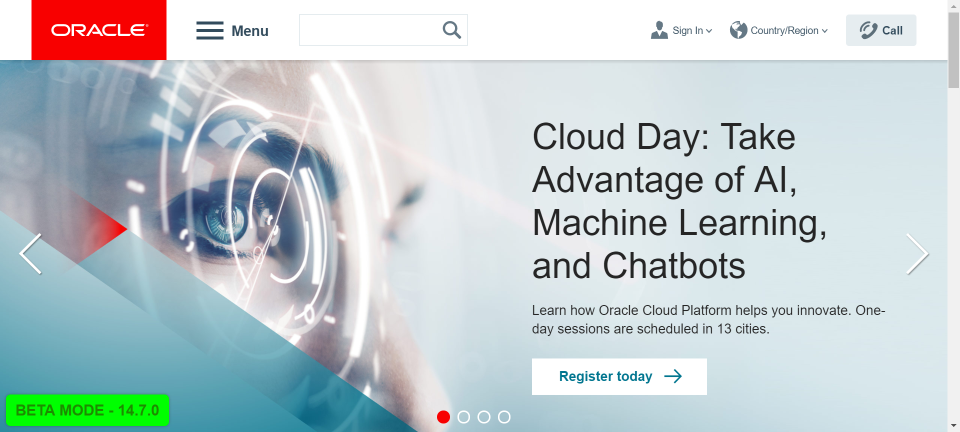 ORACLE
Menu
Sign In
Country/Region
Call
Cloud Day: Take
Advantage of AI,
Machine Learning,
and Chatbots
Learn how Oracle Cloud Platform helps you innovate. One-
day sessions are scheduled in 13 cities.
Register today
BETA MODE - 14.7.0